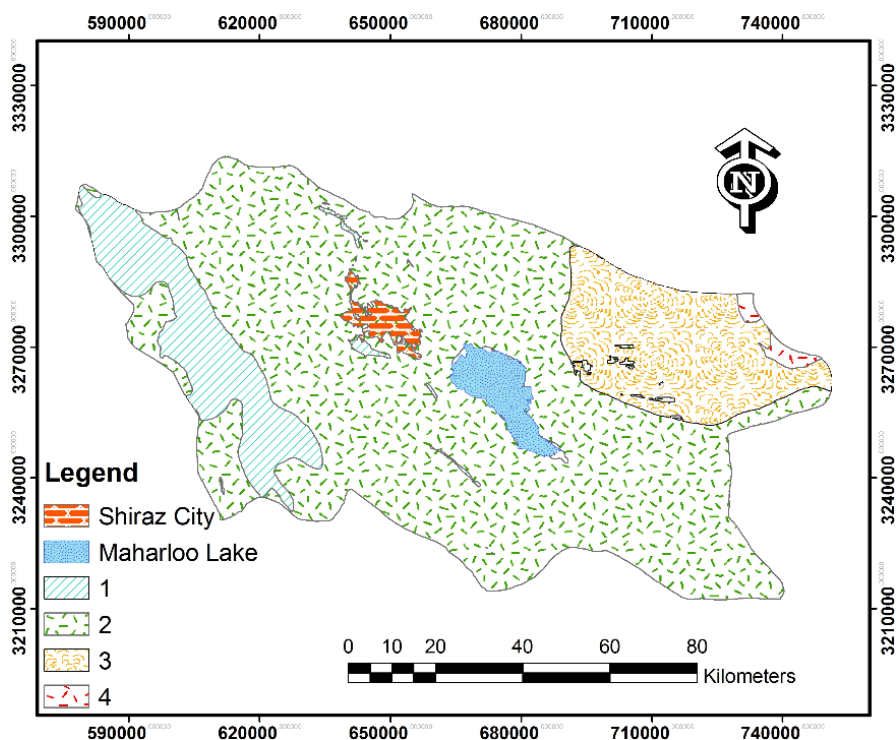 590000 620000 650000 680000 710000 740000
3330000 3330000
3300000 3300000
3270000 3270000
3240000 3240000
3210000 3210000
N
Legend
Shiraz City
Maharloo Lake
1
2
3
4
0 10 20 40 60 80
Kilometers
590000 620000 650000 680000 710000 740000